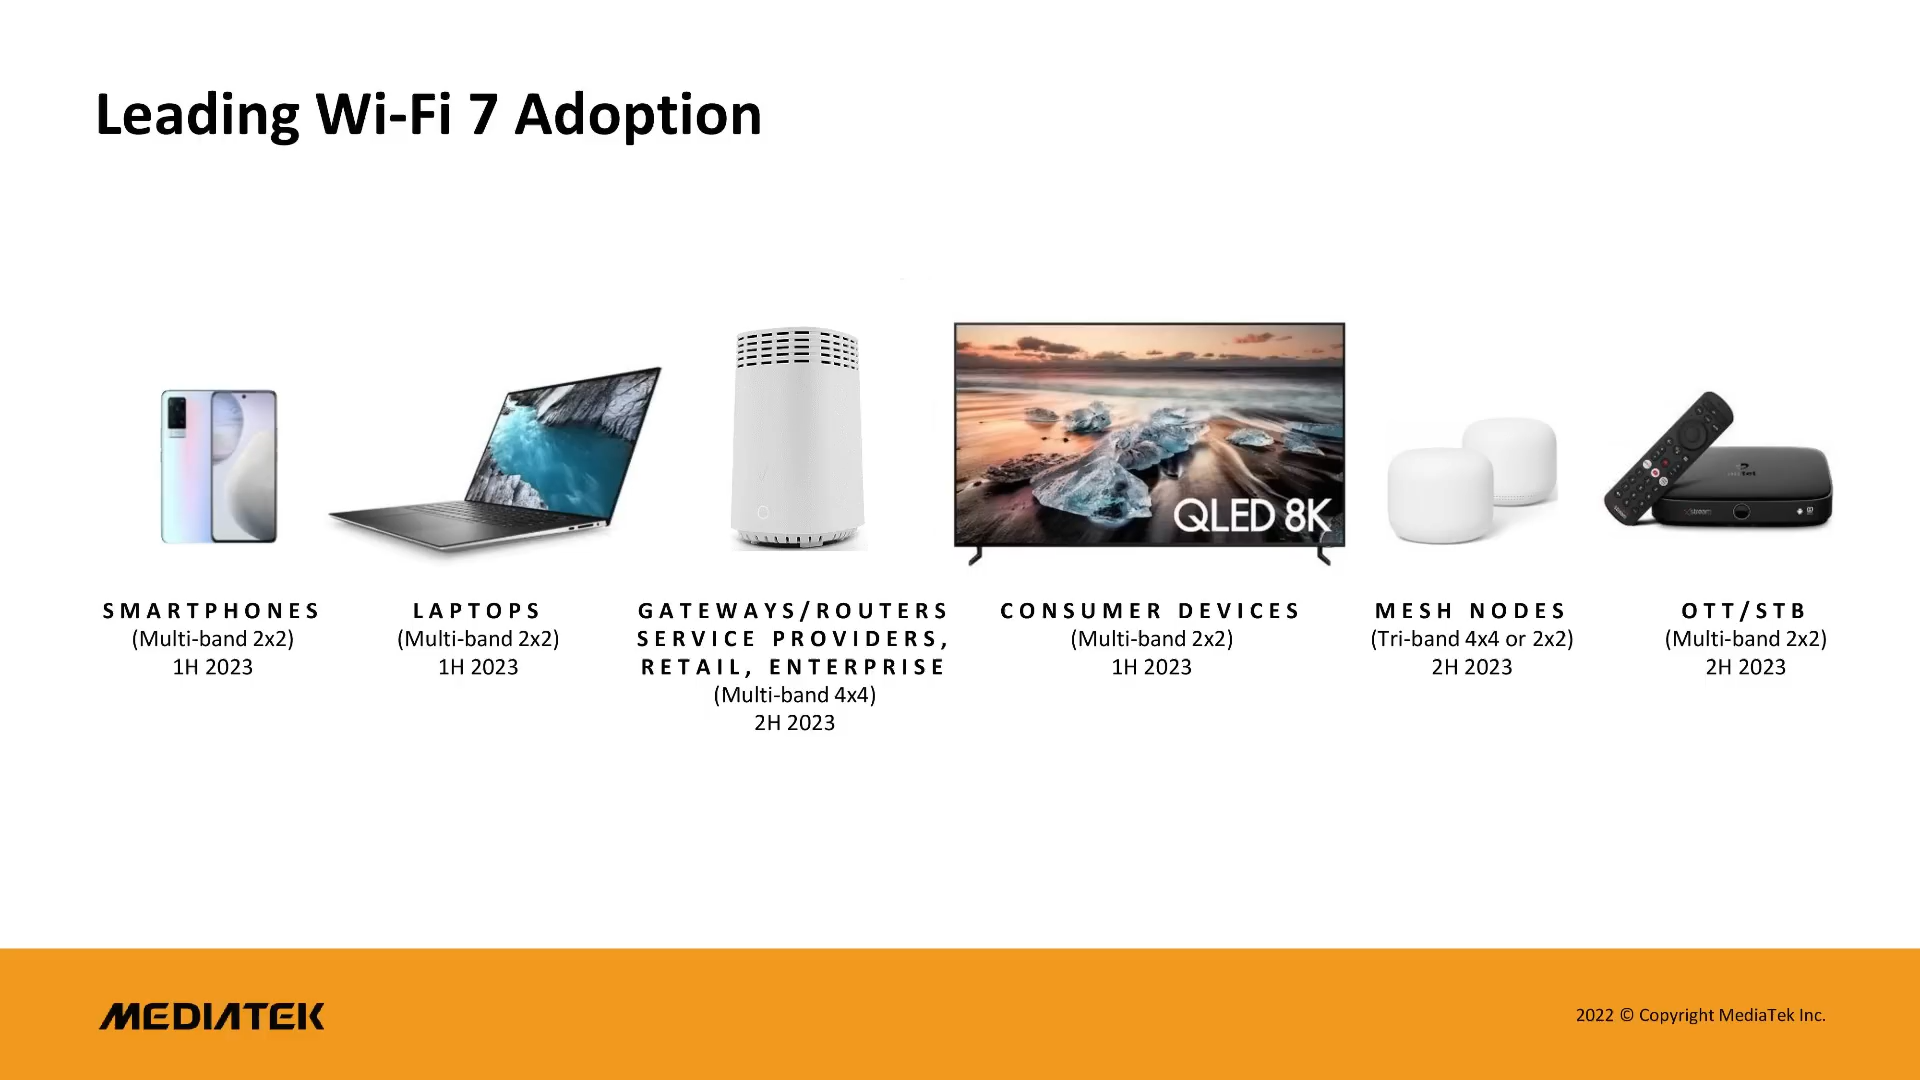 Leading Wi-Fi 7 Adoption
QLED 8K
SMARTPHONES
(Multi-band 2x2)
1H 2023
LAPTOPS
(Multi-band 2x2)
1H 2023
GATEWAYS/ROUTERS
SERVICE PROVIDERS,
RETAIL, ENTERPRISE
(Multi-band 4x4)
2H 2023
CONSUMER DEVICES
(Multi-band 2x2)
1H 2023
MESH NODES
(Tri-band 4x4 or 2x2)
2H 2023
OTT/STB
(Multi-band 2x2)
2H 2023
MEDIATEK
2022 © Copyright MediaTek Inc.